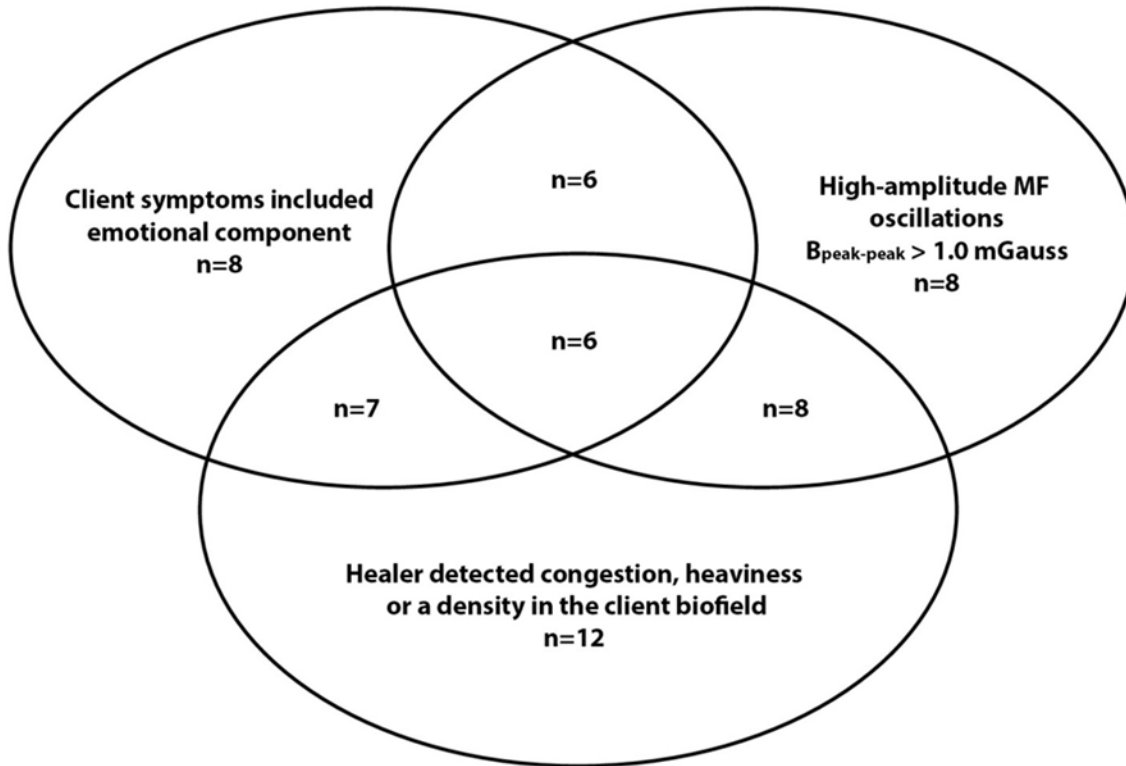 n=6
Client symptoms included
emotional component
n=8
High-amplitude MF
oscillations
Bpeak-peak > 1.0 mGauss
n=8
n=6
n=7
n=8
Healer detected congestion, heaviness
or a density in the client biofield
n=12